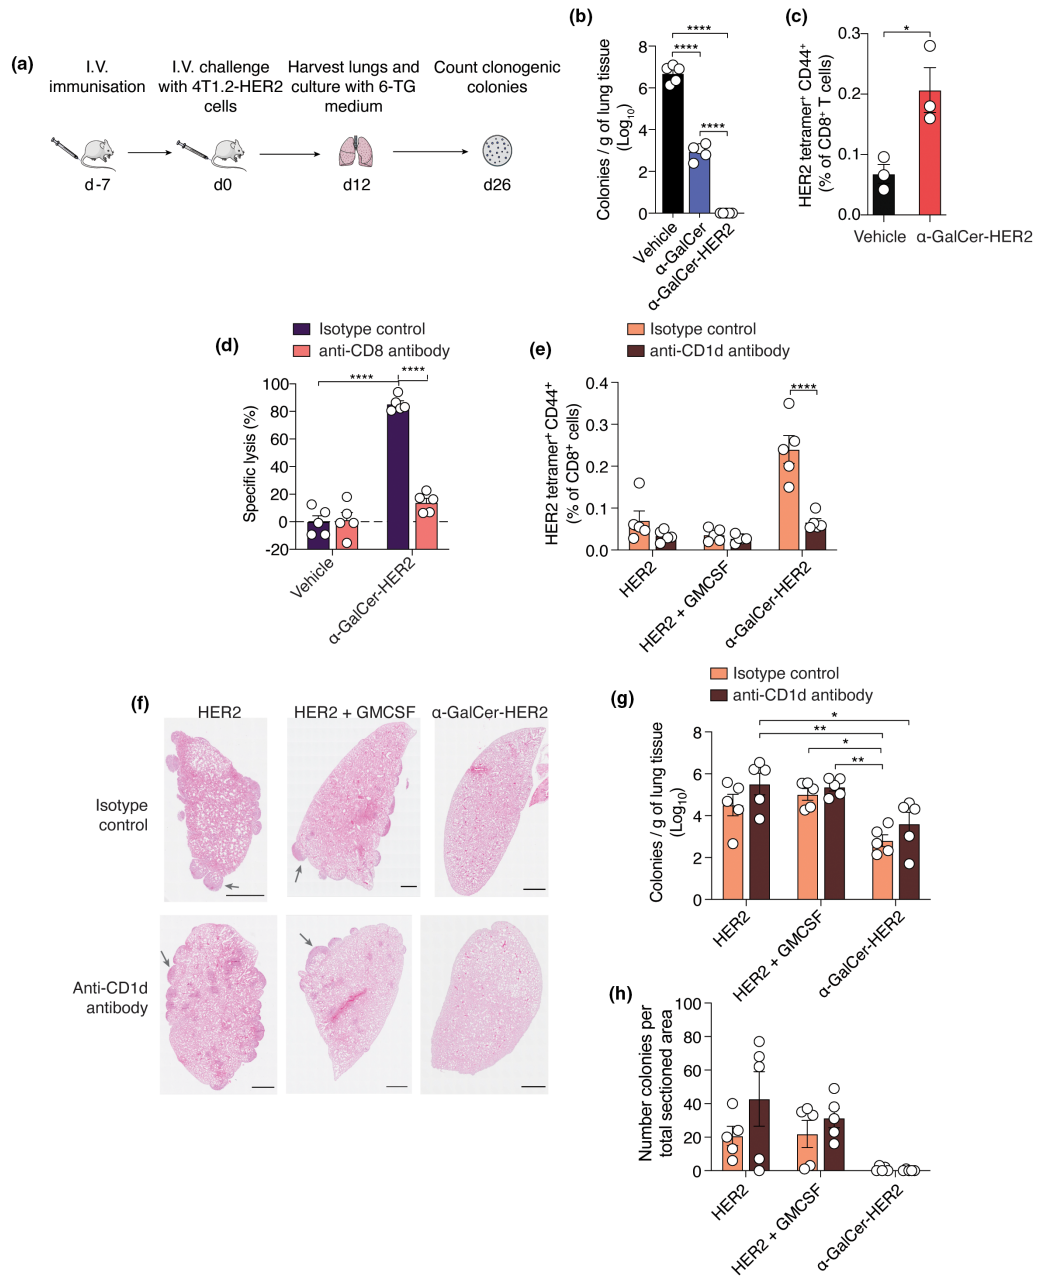 (a)
I.V.
immunisation
I.V. challenge
with 4T1.2-HER2
cells
Harvest lungs and
culture with 6-TG
medium
Count clonogenic
colonies
d-7
d0
d12
d26
(b)
Colonies / g of lung tissue
(Log10)
8
6
4
2
0
****
****
****
Vehicle
α-GalCer
α-GalCer-HER2
(c)
HER2 tetramer+ CD44+
(% of CD8+ T cells)
0.3
0.2
0.1
0.0
*
Vehicle
α-GalCer-HER2
(d)
Isotype control
anti-CD8 antibody
Specific lysis (%)
100
80
60
40
20
0
-20
****
****
Vehicle
α-GalCer-HER2
(e)
Isotype control
anti-CD1d antibody
HER2 tetramer+ CD44+
(% of CD8+ cells)
0.4
0.3
0.2
0.1
0.0
****
HER2
HER2 + GMCSF
α-GalCer-HER2
(f)
HER2
HER2 + GMCSF
α-GalCer-HER2
Isotype
control
Anti-CD1d
antibody
(g)
Isotype control
anti-CD1d antibody
Colonies / g of lung tissue
(Log10)
8
6
4
2
0
*
**
*
**
HER2
HER2 + GMCSF
α-GalCer-HER2
(h)
Number colonies per
total sectioned area
100
80
60
40
20
0
HER2
HER2 + GMCSF
α-GalCer-HER2